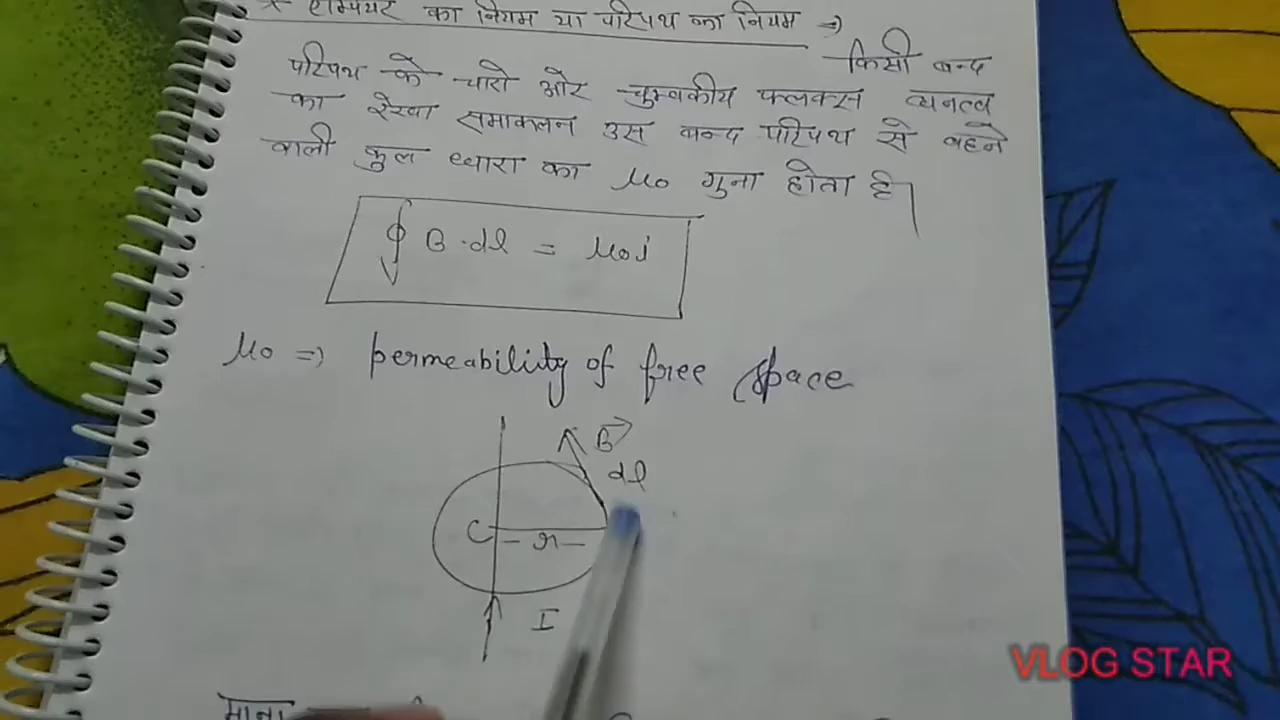 * एम्पियर का नियम या परिपथ का नियम ⇒
किसी बन्द
परिपथ के चारो ओर चुम्बकीय फ्लक्स घनत्व
का रेखा समाकलन उस बन्द परिपथ से बहने
वाली कुल धारा का μ0 गुना होता है।
∮ B·dl = μ0i
μ0 ⇒ permeability of free space
B
dl
C
r
I
माना
VLOG STAR